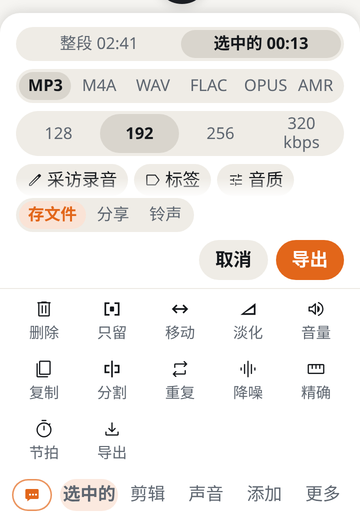 整段 02:41 选中的 00:13
MP3 M4A WAV FLAC OPUS AMR
128 192 256 320 kbps
采访录音 标签 音质
存文件 分享 铃声
取消 导出
删除 只留 移动 淡化 音量
复制 分割 重复 降噪 精确
节拍 导出
选中的 剪辑 声音 添加 更多